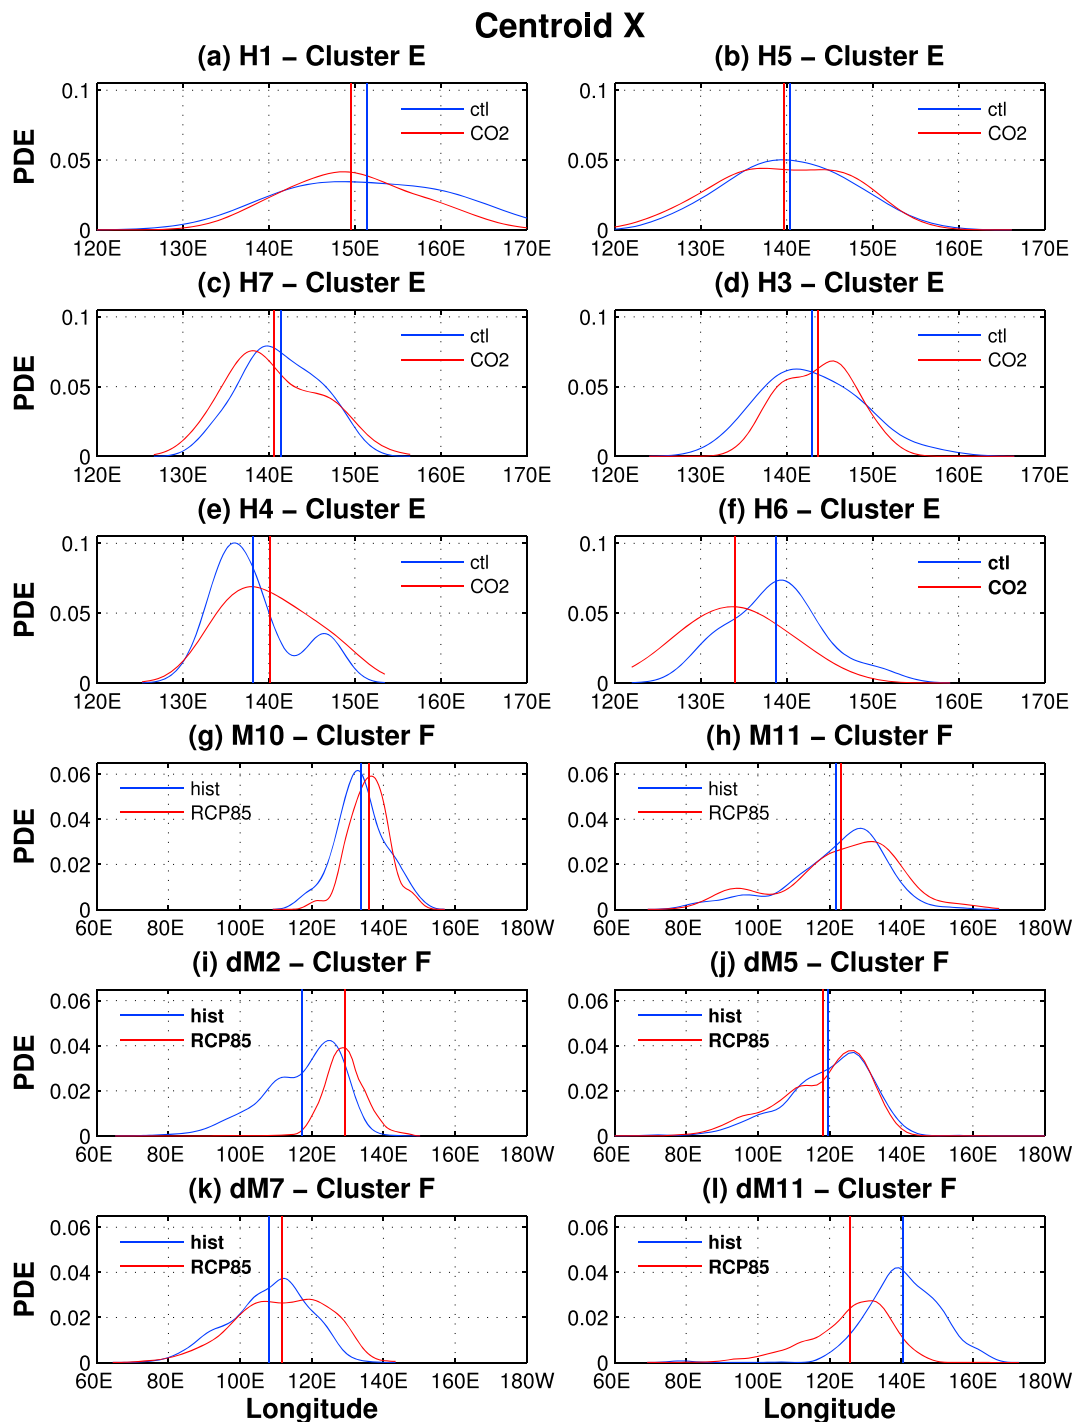 Centroid X
(a) H1 – Cluster E
(b) H5 – Cluster E
0.1
ctl
CO2
0.1
ctl
CO2
PDE
0.05
0.05
0
0
120E 130E 140E 150E 160E 170E
120E 130E 140E 150E 160E 170E
(c) H7 – Cluster E
(d) H3 – Cluster E
0.1
ctl
CO2
0.1
ctl
CO2
PDE
0.05
0.05
0
0
120E 130E 140E 150E 160E 170E
120E 130E 140E 150E 160E 170E
(e) H4 – Cluster E
(f) H6 – Cluster E
0.1
ctl
CO2
0.1
ctl
CO2
PDE
0.05
0.05
0
0
120E 130E 140E 150E 160E 170E
120E 130E 140E 150E 160E 170E
(g) M10 – Cluster F
(h) M11 – Cluster F
0.06
hist
RCP85
0.06
hist
RCP85
PDE
0.04
0.04
0.02
0.02
0
0
60E 80E 100E 120E 140E 160E 180W
60E 80E 100E 120E 140E 160E 180W
(i) dM2 – Cluster F
(j) dM5 – Cluster F
0.06
hist
RCP85
0.06
hist
RCP85
PDE
0.04
0.04
0.02
0.02
0
0
60E 80E 100E 120E 140E 160E 180W
60E 80E 100E 120E 140E 160E 180W
(k) dM7 – Cluster F
(l) dM11 – Cluster F
0.06
hist
RCP85
0.06
hist
RCP85
PDE
0.04
0.04
0.02
0.02
0
0
60E 80E 100E 120E 140E 160E 180W
60E 80E 100E 120E 140E 160E 180W
Longitude
Longitude